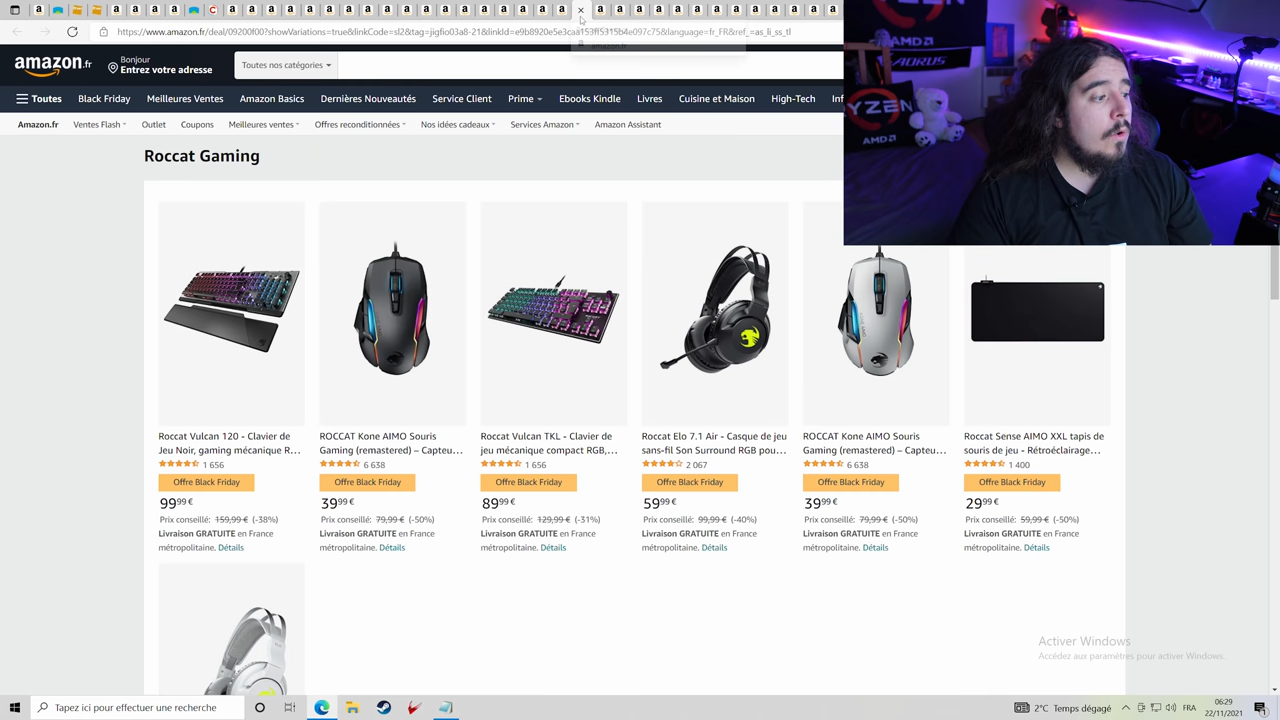 https://www.amazon.fr/deal/09200f00?showVariations=true&linkCode=sl2&tag=jigfio03a8-21&linkId=e9b8920e5e3caa153ff5315b4e097c75&language=fr_FR&ref_=as_li_ss_tl
amazon.fr
amazon.fr
Bonjour
Entrez votre adresse
Toutes nos catégories
Toutes
Black Friday
Meilleures Ventes
Amazon Basics
Dernières Nouveautés
Service Client
Prime
Ebooks Kindle
Livres
Cuisine et Maison
High-Tech
Inf
Amazon.fr
Ventes Flash
Outlet
Coupons
Meilleures ventes
Offres reconditionnées
Nos idées cadeaux
Services Amazon
Amazon Assistant
AMD
AORUS
YZEN
AMD
Roccat Gaming
Roccat Vulcan 120 - Clavier de
Jeu Noir, gaming mécanique R…
1 656
Offre Black Friday
99,99 €
Prix conseillé: 159,99 € (-38%)
Livraison GRATUITE en France
métropolitaine. Détails
ROCCAT Kone AIMO Souris
Gaming (remastered) – Capteu…
6 638
Offre Black Friday
39,99 €
Prix conseillé: 79,99 € (-50%)
Livraison GRATUITE en France
métropolitaine. Détails
Roccat Vulcan TKL - Clavier de
jeu mécanique compact RGB,…
1 656
Offre Black Friday
89,99 €
Prix conseillé: 129,99 € (-31%)
Livraison GRATUITE en France
métropolitaine. Détails
Roccat Elo 7.1 Air - Casque de jeu
sans-fil Son Surround RGB pou…
2 067
Offre Black Friday
59,99 €
Prix conseillé: 99,99 € (-40%)
Livraison GRATUITE en France
métropolitaine. Détails
ROCCAT Kone AIMO Souris
Gaming (remastered) – Capteu…
6 638
Offre Black Friday
39,99 €
Prix conseillé: 79,99 € (-50%)
Livraison GRATUITE en France
métropolitaine. Détails
Roccat Sense AIMO XXL tapis de
souris de jeu - Rétroéclairage…
1 400
Offre Black Friday
29,99 €
Prix conseillé: 59,99 € (-50%)
Livraison GRATUITE en France
métropolitaine. Détails
Activer Windows
Accédez aux paramètres pour activer Windows.
Tapez ici pour effectuer une recherche
2°C Temps dégagé
FRA
06:29
22/11/2021